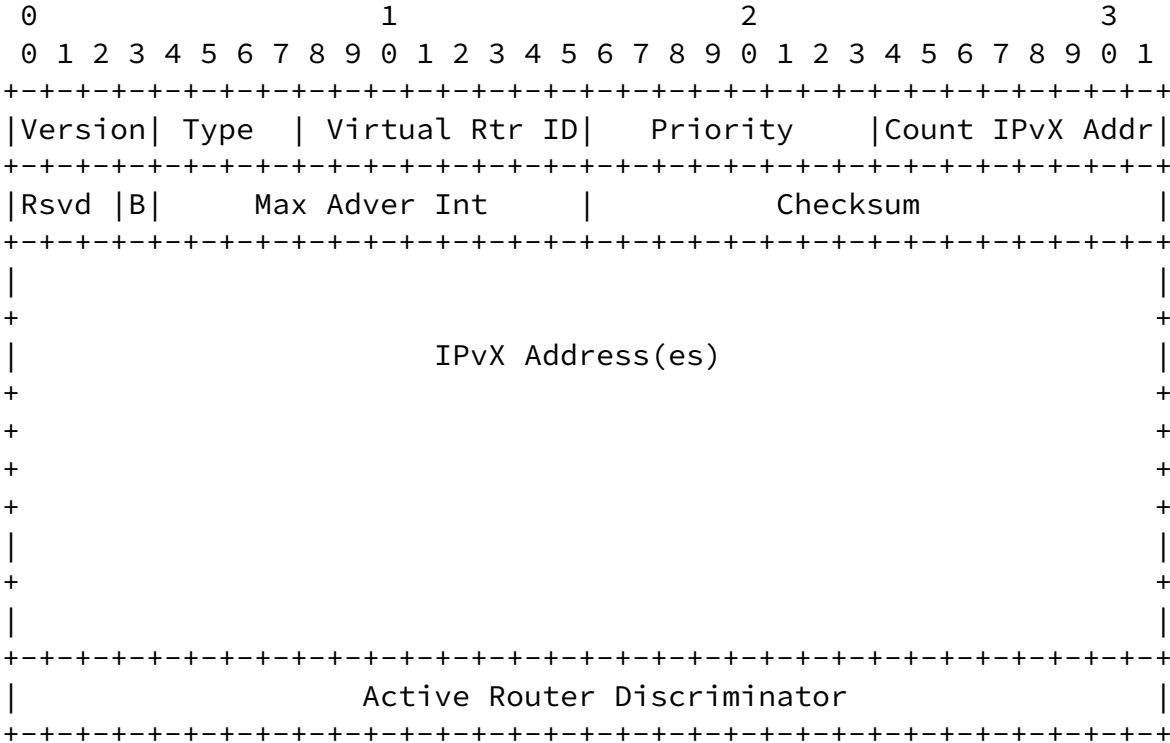 0                   1                   2                   3
 0 1 2 3 4 5 6 7 8 9 0 1 2 3 4 5 6 7 8 9 0 1 2 3 4 5 6 7 8 9 0 1
+-+-+-+-+-+-+-+-+-+-+-+-+-+-+-+-+-+-+-+-+-+-+-+-+-+-+-+-+-+-+-+-+
|Version| Type  | Virtual Rtr ID|   Priority    |Count IPvX Addr|
+-+-+-+-+-+-+-+-+-+-+-+-+-+-+-+-+-+-+-+-+-+-+-+-+-+-+-+-+-+-+-+-+
|Rsvd |B|     Max Adver Int     |          Checksum             |
+-+-+-+-+-+-+-+-+-+-+-+-+-+-+-+-+-+-+-+-+-+-+-+-+-+-+-+-+-+-+-+-+
|                                                               |
+                                                               +
|                       IPvX Address(es)                        |
+                                                               +
+                                                               +
+                                                               +
+                                                               +
|                                                               |
+                                                               +
|                                                               |
+-+-+-+-+-+-+-+-+-+-+-+-+-+-+-+-+-+-+-+-+-+-+-+-+-+-+-+-+-+-+-+-+
|                   Active Router Discriminator                 |
+-+-+-+-+-+-+-+-+-+-+-+-+-+-+-+-+-+-+-+-+-+-+-+-+-+-+-+-+-+-+-+-+